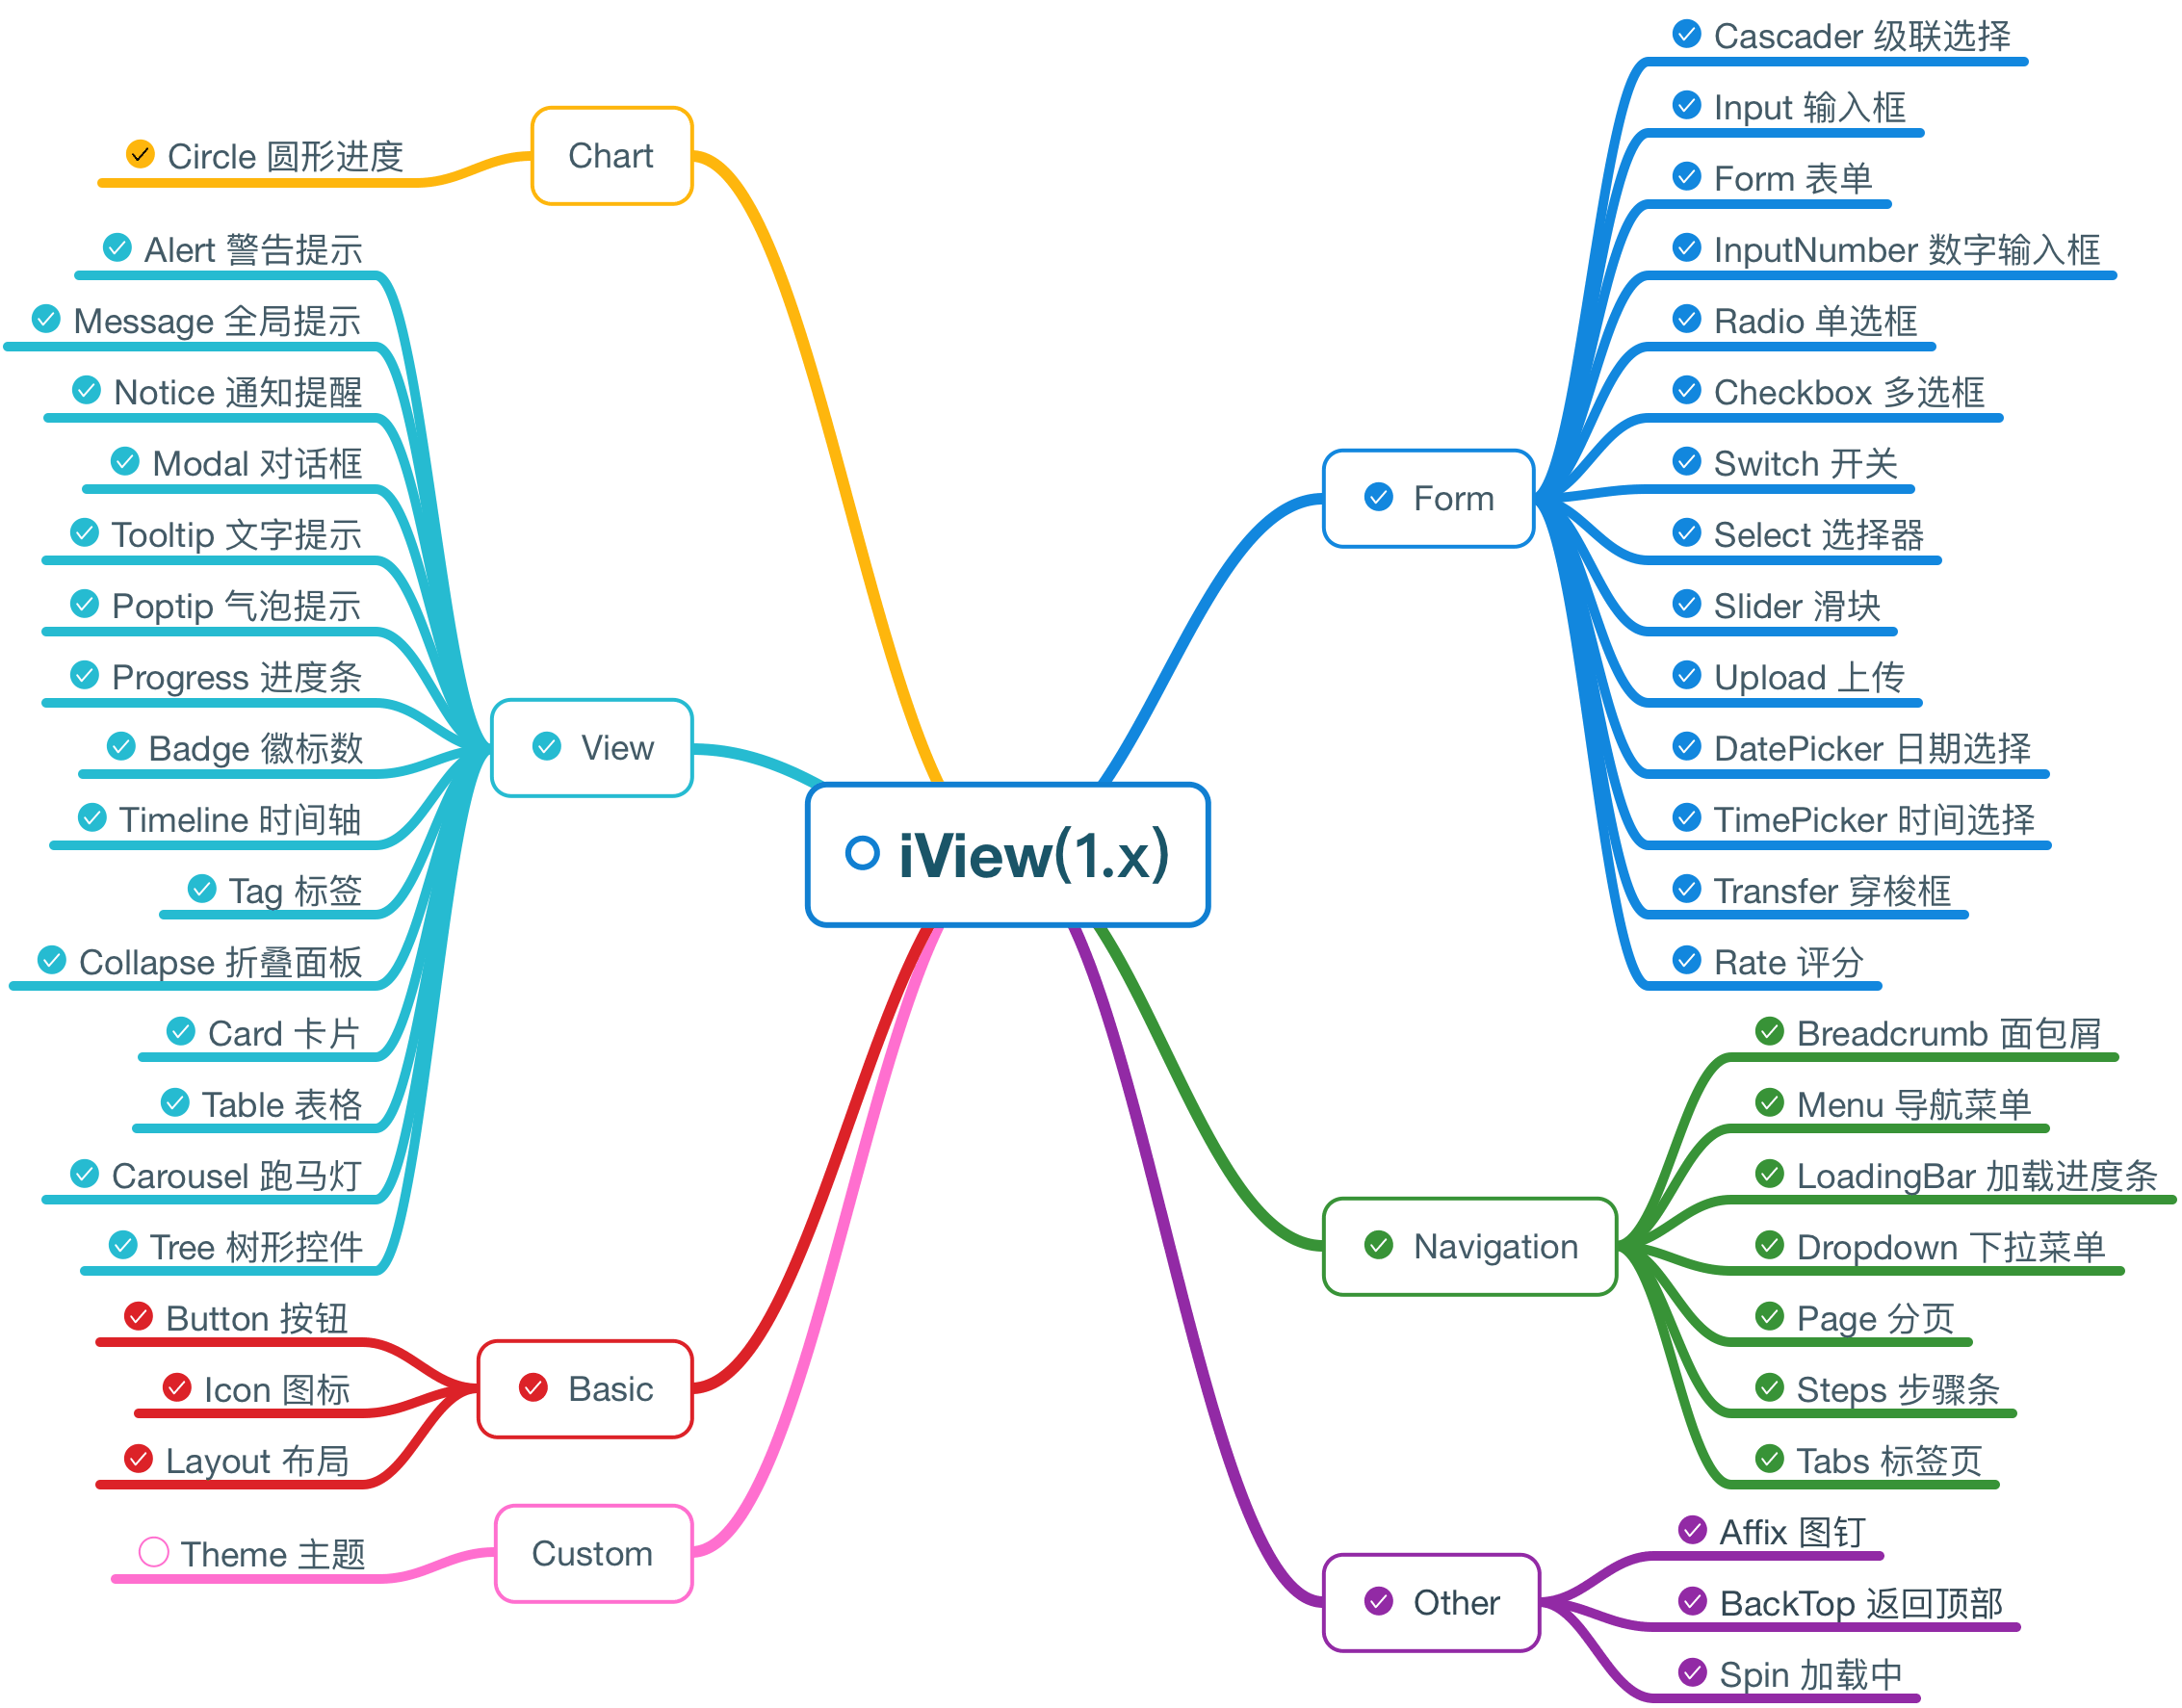 iView(1.x)
Chart
Circle 圆形进度
View
Alert 警告提示
Message 全局提示
Notice 通知提醒
Modal 对话框
Tooltip 文字提示
Poptip 气泡提示
Progress 进度条
Badge 徽标数
Timeline 时间轴
Tag 标签
Collapse 折叠面板
Card 卡片
Table 表格
Carousel 跑马灯
Tree 树形控件
Basic
Button 按钮
Icon 图标
Layout 布局
Custom
Theme 主题
Form
Cascader 级联选择
Input 输入框
Form 表单
InputNumber 数字输入框
Radio 单选框
Checkbox 多选框
Switch 开关
Select 选择器
Slider 滑块
Upload 上传
DatePicker 日期选择
TimePicker 时间选择
Transfer 穿梭框
Rate 评分
Navigation
Breadcrumb 面包屑
Menu 导航菜单
LoadingBar 加载进度条
Dropdown 下拉菜单
Page 分页
Steps 步骤条
Tabs 标签页
Other
Affix 图钉
BackTop 返回顶部
Spin 加载中